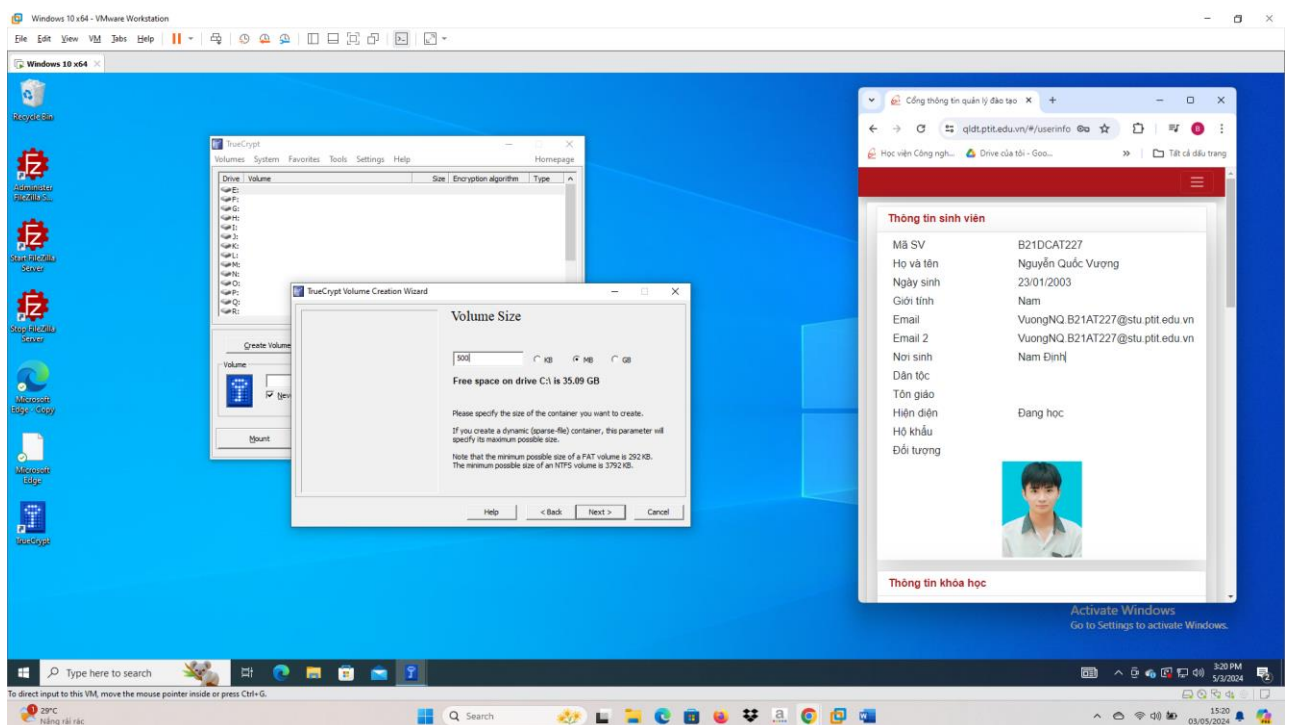 Windows 10 x64 - VMware Workstation
File Edit View VM Tabs Help
Windows 10 x64
Recycle Bin
Administer
FileZilla S...
Start FileZilla
Server
Stop FileZilla
Server
Microsoft
Edge - Copy
Microsoft
Edge
TrueCrypt
TrueCrypt
Volumes System Favorites Tools Settings Help Homepage
Drive Volume Size Encryption algorithm Type
E:
F:
G:
H:
I:
J:
K:
L:
M:
N:
O:
P:
Q:
R:
Create Volume
Volume
Nev
Mount
TrueCrypt Volume Creation Wizard
Volume Size
500 KB MB GB
Free space on drive C:\ is 35.09 GB
Please specify the size of the container you want to create.
If you create a dynamic (sparse-file) container, this parameter will
specify its maximum possible size.
Note that the minimum possible size of a FAT volume is 292 KB.
The minimum possible size of an NTFS volume is 3792 KB.
Help < Back Next > Cancel
Cổng thông tin quản lý đào tạo
qldt.ptit.edu.vn/#/userinfo
B
Học viện Công ngh... Drive của tôi - Goo... Tất cả dấu trang
Thông tin sinh viên
Mã SV B21DCAT227
Họ và tên Nguyễn Quốc Vượng
Ngày sinh 23/01/2003
Giới tính Nam
Email VuongNQ.B21AT227@stu.ptit.edu.vn
Email 2 VuongNQ.B21AT227@stu.ptit.edu.vn
Nơi sinh Nam Định
Dân tộc
Tôn giáo
Hiện diện Đang học
Hộ khẩu
Đối tượng
Thông tin khóa học
Activate Windows
Go to Settings to activate Windows.
Type here to search
3:20 PM
5/3/2024
2
To direct input to this VM, move the mouse pointer inside or press Ctrl+G.
29°C
Nắng rải rác
Search
15:20
03/05/2024